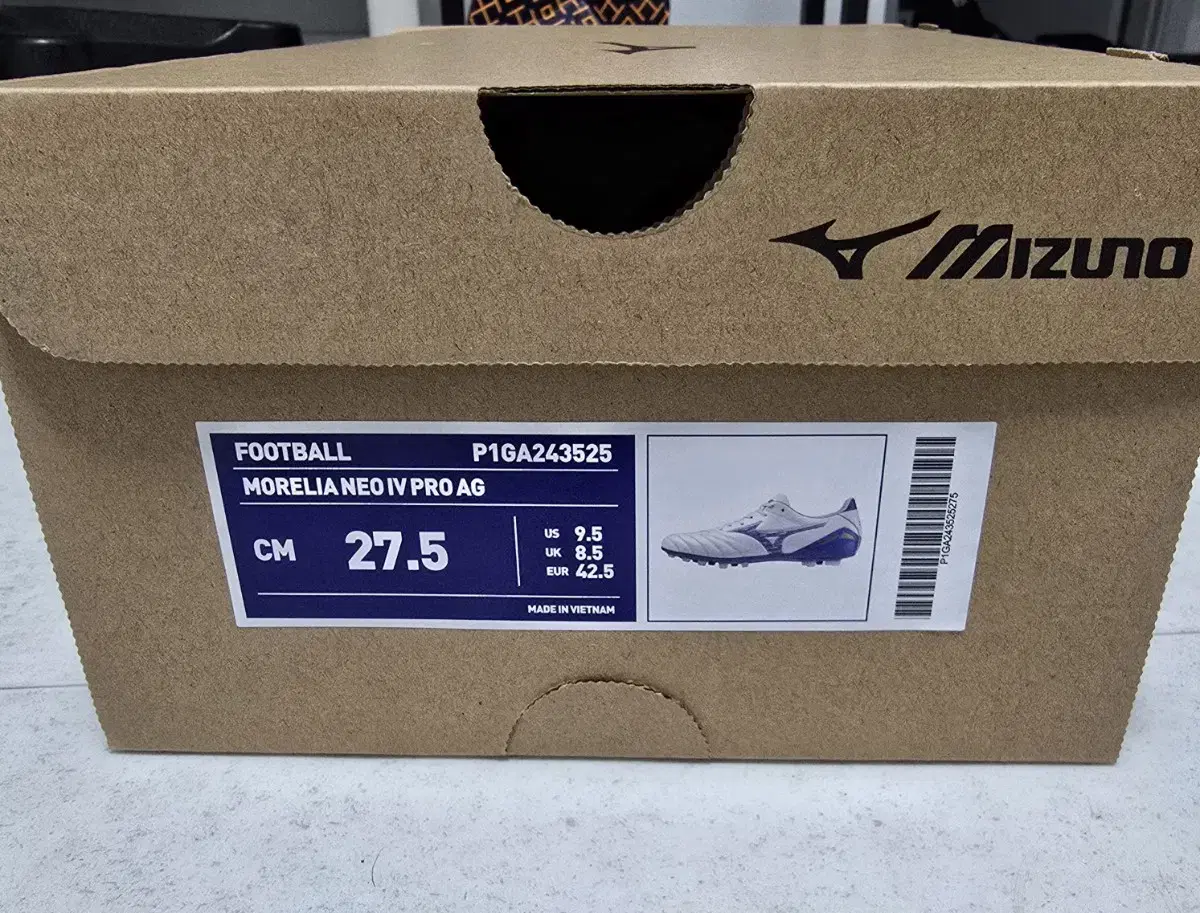 MIZUNO
FOOTBALL P1GA243525
MORELIA NEO IV PRO AG
CM 27.5
US 9.5
UK 8.5
EUR 42.5
MADE IN VIETNAM
P1GA243525275